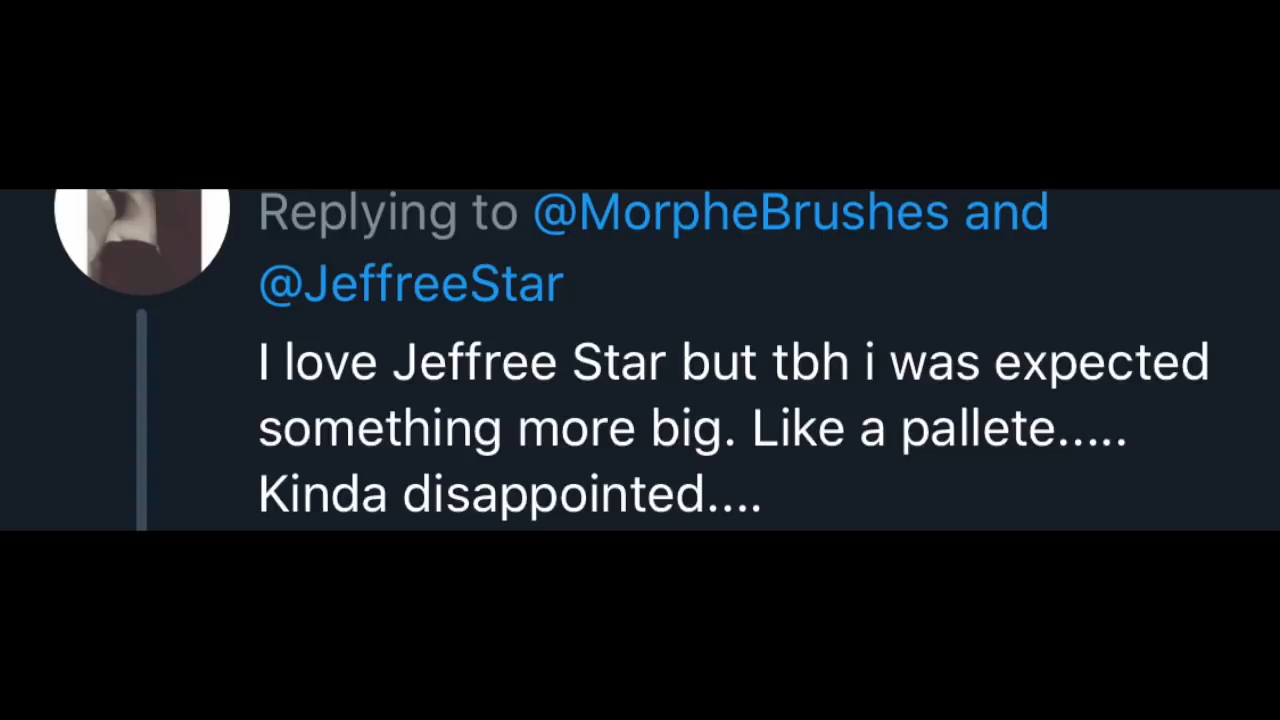 Replying to @MorpheBrushes and
@JeffreeStar
I love Jeffree Star but tbh i was expected
something more big. Like a pallete.....
Kinda disappointed....